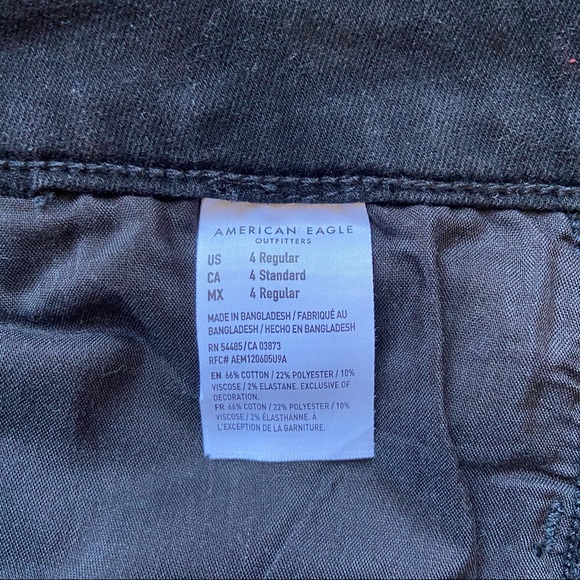 AMERICAN EAGLE
OUTFITTERS
US 4 Regular
CA 4 Standard
MX 4 Regular
MADE IN BANGLADESH / FABRIQUÉ AU
BANGLADESH / HECHO EN BANGLADESH
RN 54485/CA 03873
RFC# AEM120605U9A
EN: 66% COTTON / 22% POLYESTER / 10%
VISCOSE / 2% ELASTANE. EXCLUSIVE OF
DECORATION.
FR: 66% COTON / 22% POLYESTER / 10%
VISCOSE / 2% ÉLASTHANNE. À
L'EXCEPTION DE LA GARNITURE.